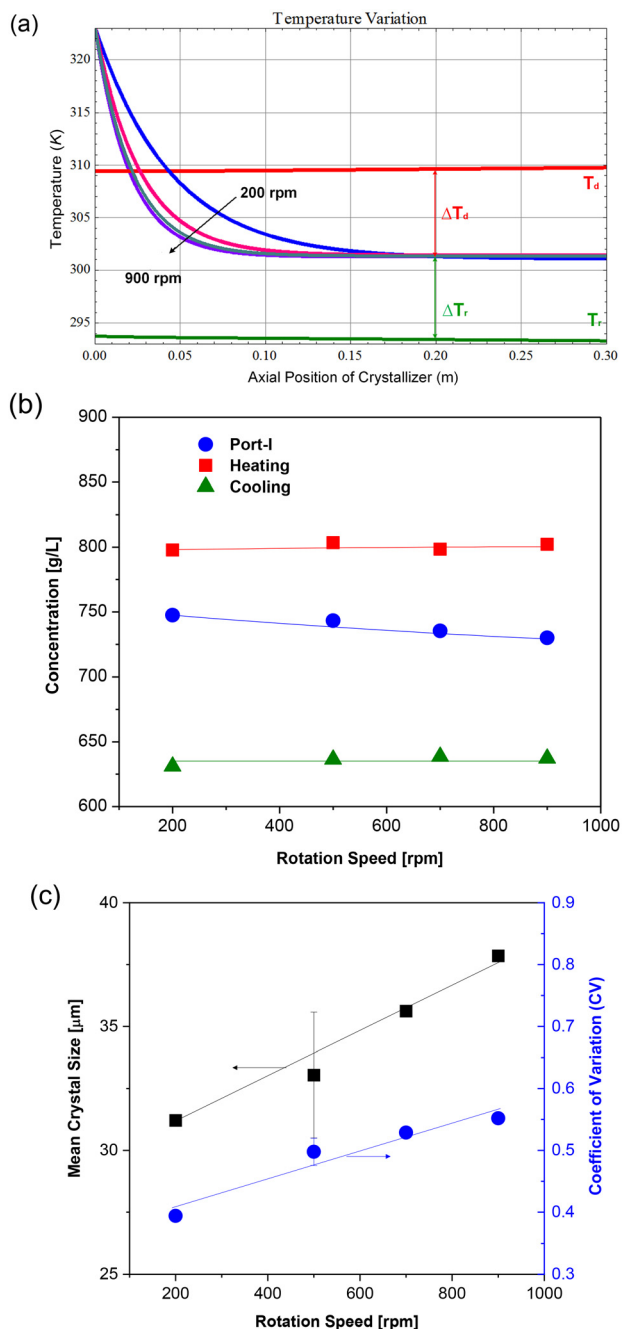 (a)
Temperature Variation
320
315
310
305
300
295
Temperature (K)
200 rpm
900 rpm
ΔTd
Td
ΔTr
Tr
0.00 0.05 0.10 0.15 0.20 0.25 0.30
Axial Position of Crystallizer (m)
(b)
900
850
800
750
700
650
600
Concentration [g/L]
Port-I
Heating
Cooling
200 400 600 800 1000
Rotation Speed [rpm]
(c)
40
35
30
25
Mean Crystal Size [μm]
0.9
0.8
0.7
0.6
0.5
0.4
0.3
Coefficient of Variation (CV)
200 400 600 800 1000
Rotation Speed [rpm]